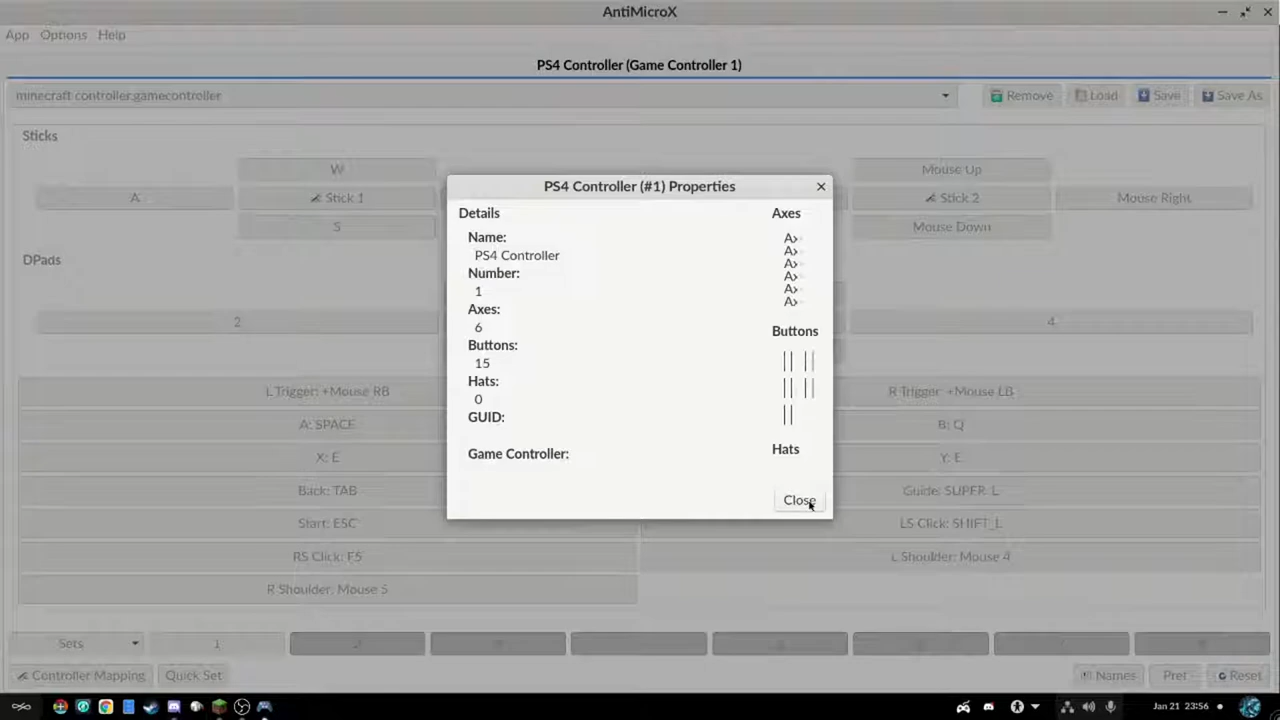 AntiMicroX
App Options Help
PS4 Controller (Game Controller 1)
minecraft controller.gamecontroller
Remove Load Save Save As
Sticks
W
Mouse Up
A
Stick 1
Stick 2
Mouse Right
S
Mouse Down
DPads
2
4
L Trigger: +Mouse RB
R Trigger: +Mouse LB
A: SPACE
B: Q
X: E
Y: E
Back: TAB
Guide: SUPER_L
Start: ESC
LS Click: SHIFT_L
RS Click: F5
L Shoulder: Mouse 4
R Shoulder: Mouse 5
Sets
1
Controller Mapping Quick Set
Names Pref Reset
PS4 Controller (#1) Properties
Details
Name:
PS4 Controller
Number:
1
Axes:
6
Buttons:
15
Hats:
0
GUID:
Game Controller:
Axes
Buttons
Hats
Close
Jan 21 23:56